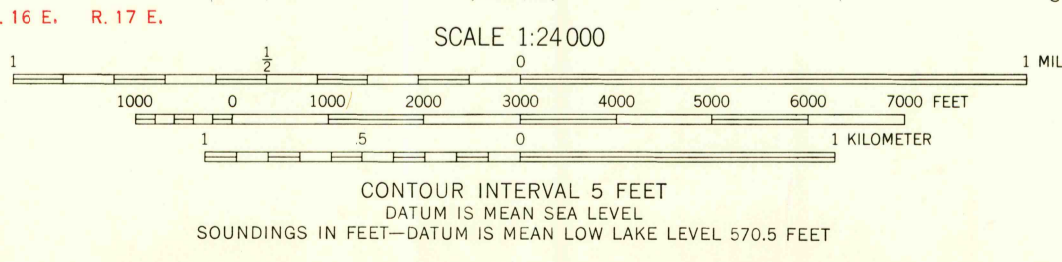 . 16 E. R. 17 E.
SCALE 1:24 000
1 1/2 0 1 MIL
1000 0 1000 2000 3000 4000 5000 6000 7000 FEET
1 .5 0 1 KILOMETER
CONTOUR INTERVAL 5 FEET
DATUM IS MEAN SEA LEVEL
SOUNDINGS IN FEET—DATUM IS MEAN LOW LAKE LEVEL 570.5 FEET